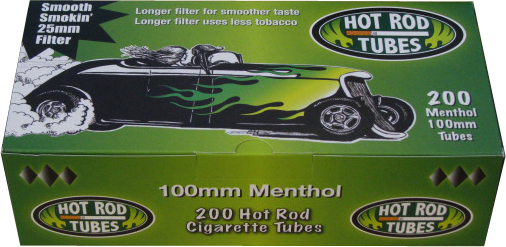 Smooth
Smokin'
25mm
Filter
Longer filter for smoother taste
Longer filter uses less tobacco
HOT ROD
TUBES
200
Menthol
100mm
Tubes
100mm Menthol
200 Hot Rod
Cigarette Tubes
HOT ROD
TUBES
HOT ROD
TUBES